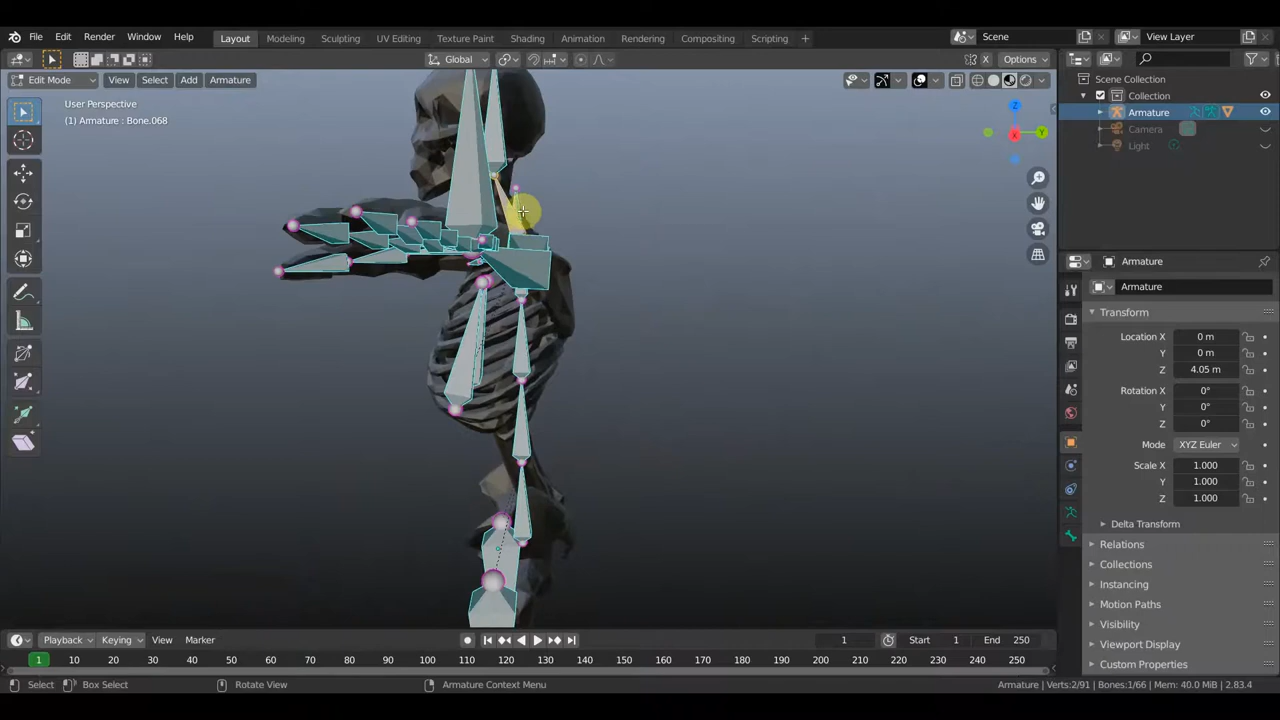 File Edit Render Window Help Layout Modeling Sculpting UV Editing Texture Paint Shading Animation Rendering Compositing Scripting + Scene View Layer
Global X Options
Edit Mode View Select Add Armature
User Perspective
(1) Armature : Bone.068
Z
Y
X
Scene Collection
Collection
Armature
Camera
Light
Armature
Armature
Transform
Location X 0 m
Y 0 m
Z 4.05 m
Rotation X 0°
Y 0°
Z 0°
Mode XYZ Euler
Scale X 1.000
Y 1.000
Z 1.000
Delta Transform
Relations
Collections
Instancing
Motion Paths
Visibility
Viewport Display
Custom Properties
Playback Keying View Marker 1 Start 1 End 250
1 10 20 30 40 50 60 70 80 90 100 110 120 130 140 150 160 170 180 190 200 210 220 230 240 250
Select Box Select Rotate View Armature Context Menu Armature | Verts:2/91 | Bones:1/66 | Mem: 40.0 MiB | 2.83.4